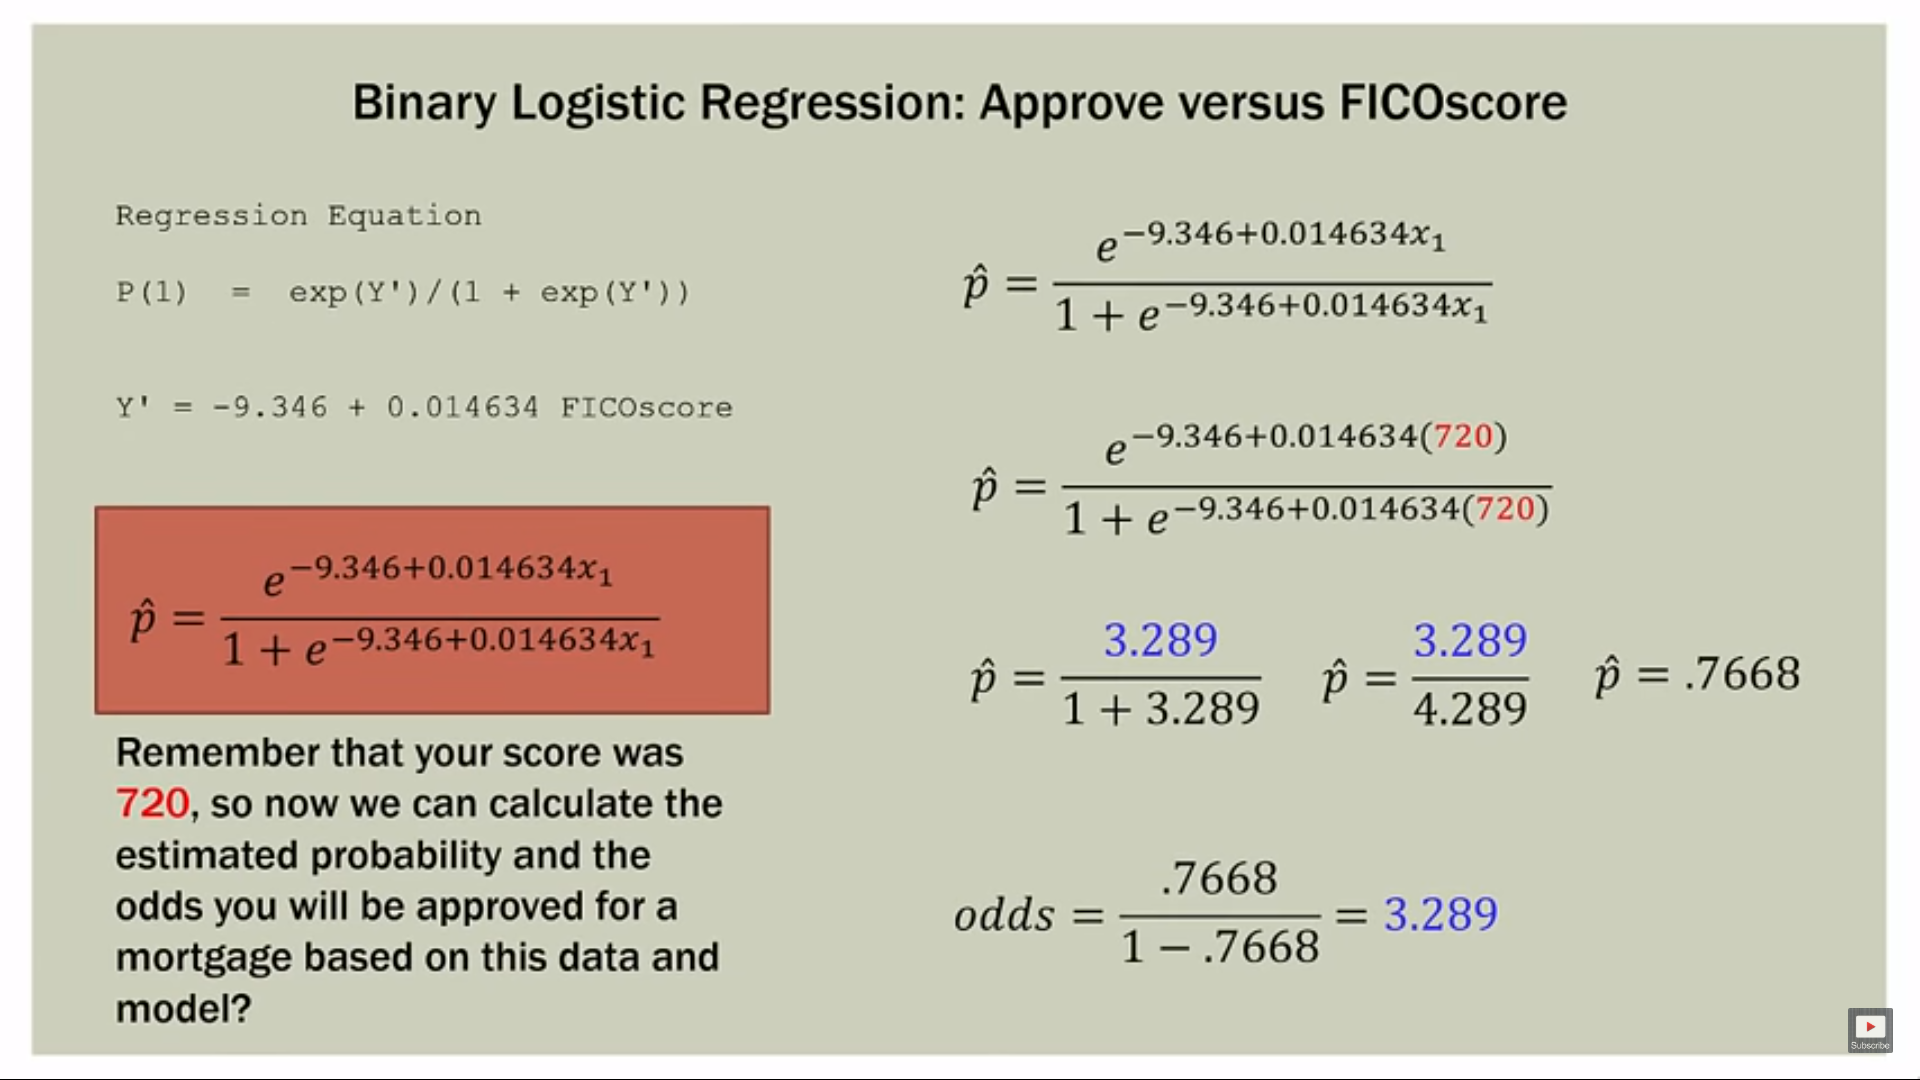 Binary Logistic Regression: Approve versus FICOscore
Regression Equation
P(1) = exp(Y')/(1 + exp(Y'))
Y' = -9.346 + 0.014634 FICOscore
p̂ = e^(−9.346+0.014634x₁) / 1 + e^(−9.346+0.014634x₁)
Remember that your score was
720, so now we can calculate the
estimated probability and the
odds you will be approved for a
mortgage based on this data and
model?
p̂ = e^(−9.346+0.014634x₁) / 1 + e^(−9.346+0.014634x₁)
p̂ = e^(−9.346+0.014634(720)) / 1 + e^(−9.346+0.014634(720))
p̂ = 3.289 / 1 + 3.289   p̂ = 3.289 / 4.289   p̂ = .7668
odds = .7668 / 1 − .7668 = 3.289
Subscribe